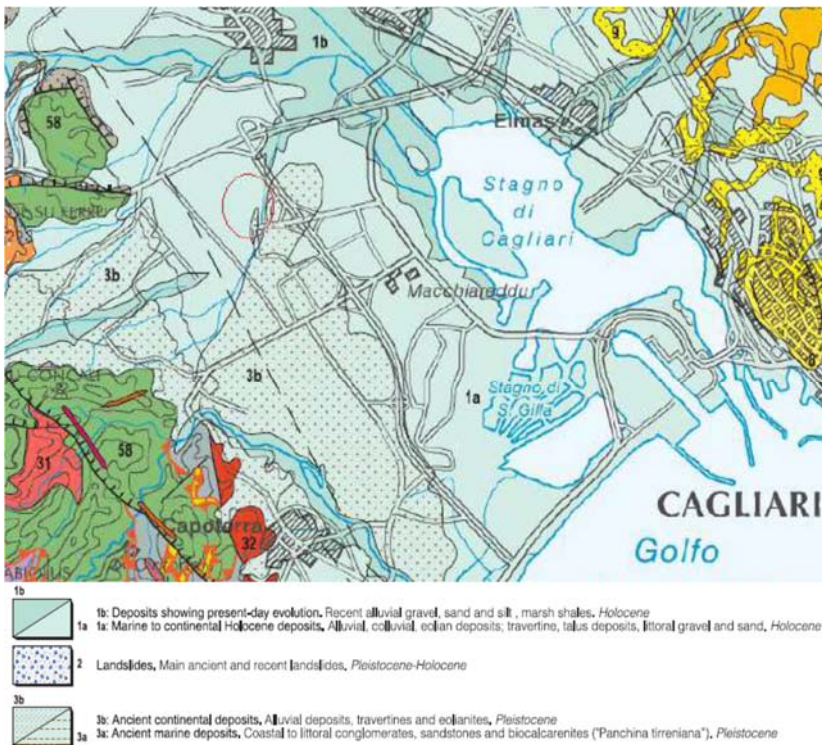 1b
9
58
Elmas
Stagno
di
Cagliari
SU FERRU
3b
Macchiareddu
3b
1a
Stagno di
S. Gilla
31
58
CAGLIARI
Golfo
Capoterra
32
1b
1a
1b: Deposits showing present-day evolution. Recent alluvial gravel, sand and silt , marsh shales. Holocene
1a: Marine to continental Holocene deposits, Alluvial, colluvial, eolian deposits; travertine, talus deposits, littoral gravel and sand, Holocene
2
Landslides, Main ancient and recent landslides, Pleistocene-Holocene
3b
3a
3b: Ancient continental deposits, Alluvial deposits, travertines and eolianites, Pleistocene
3a: Ancient marine deposits, Coastal to littoral conglomerates, sandstones and biocalcarenites ("Panchina tirreniana"), Pleistocene